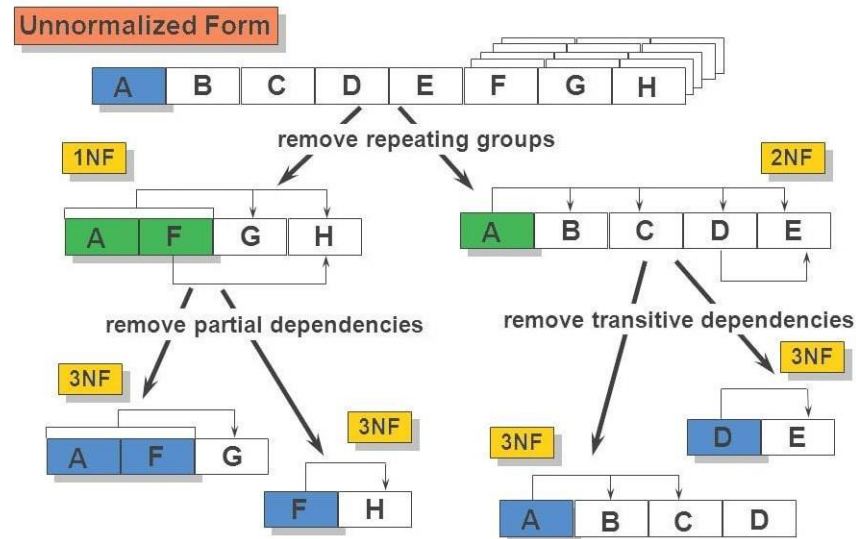 Unnormalized Form
A B C D E F G H
remove repeating groups
1NF
2NF
A F G H
A B C D E
remove partial dependencies
remove transitive dependencies
3NF
3NF
3NF
3NF
A F G
D E
F H
A B C D